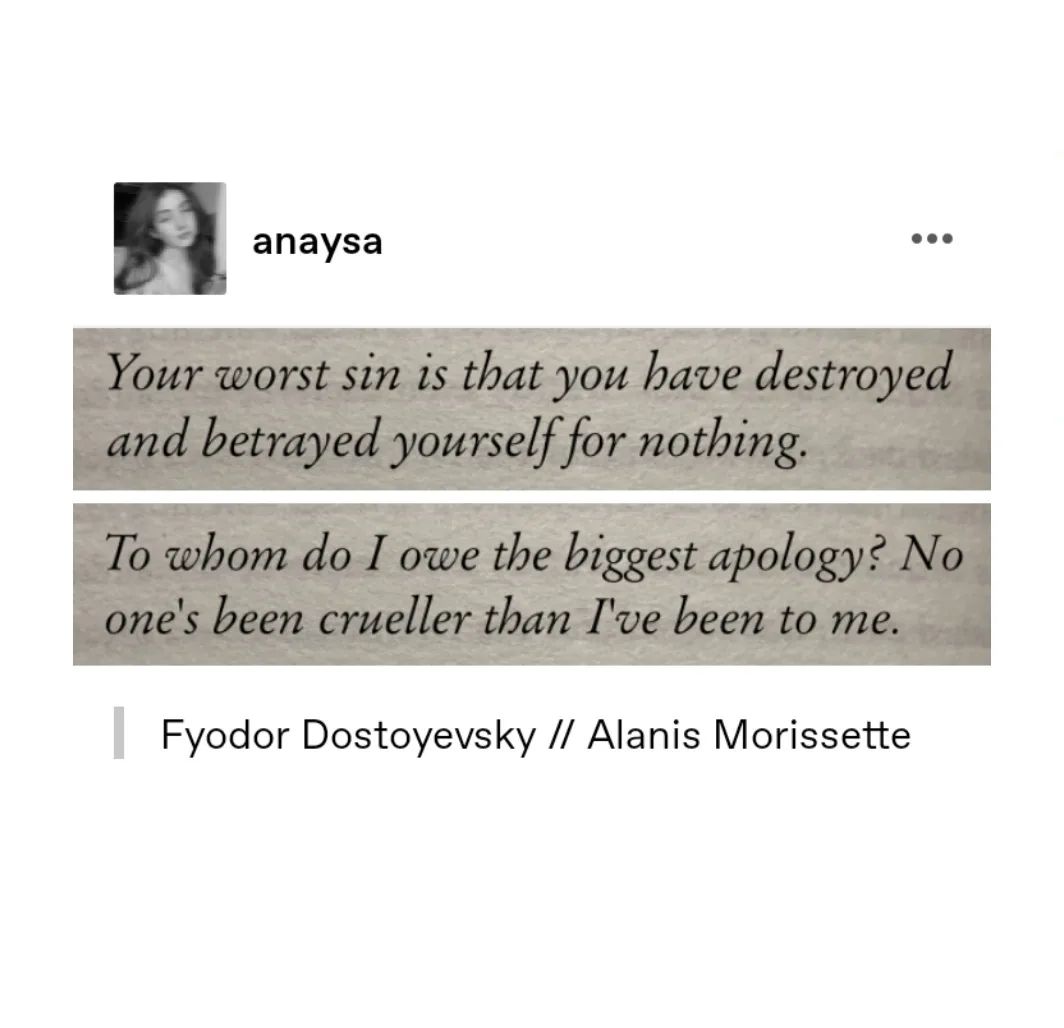 anaysa
Your worst sin is that you have destroyed
and betrayed yourself for nothing.
To whom do I owe the biggest apology? No
one's been crueller than I've been to me.
Fyodor Dostoyevsky // Alanis Morissette